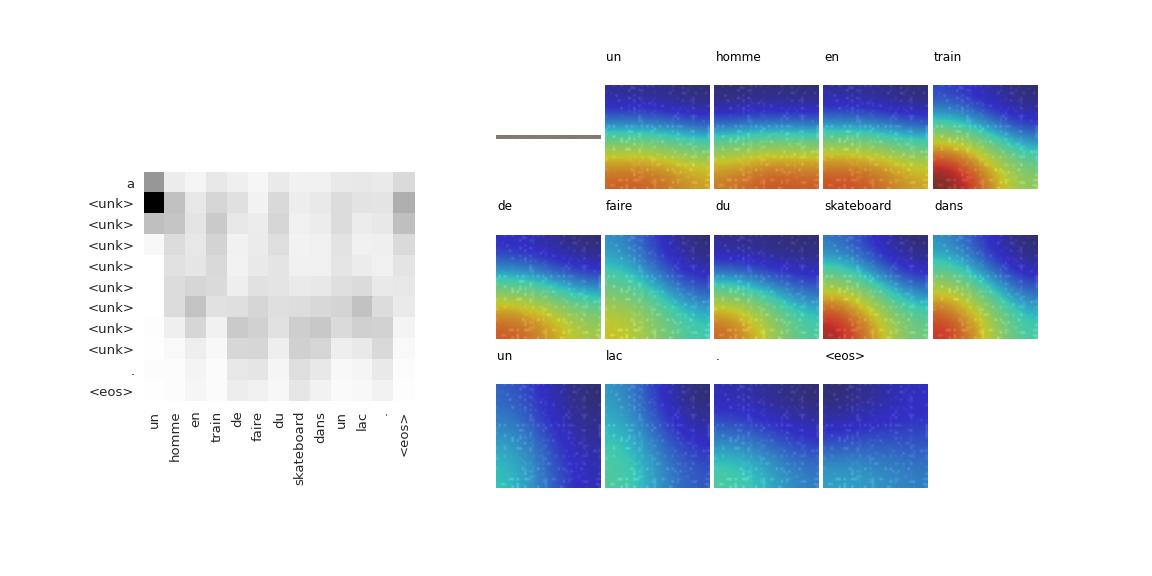 a
<unk>
<unk>
<unk>
<unk>
<unk>
<unk>
<unk>
<unk>
.
<eos>
un homme en train de faire du skateboard dans un lac . <eos>
un homme en train
de faire du skateboard dans
un lac . <eos>